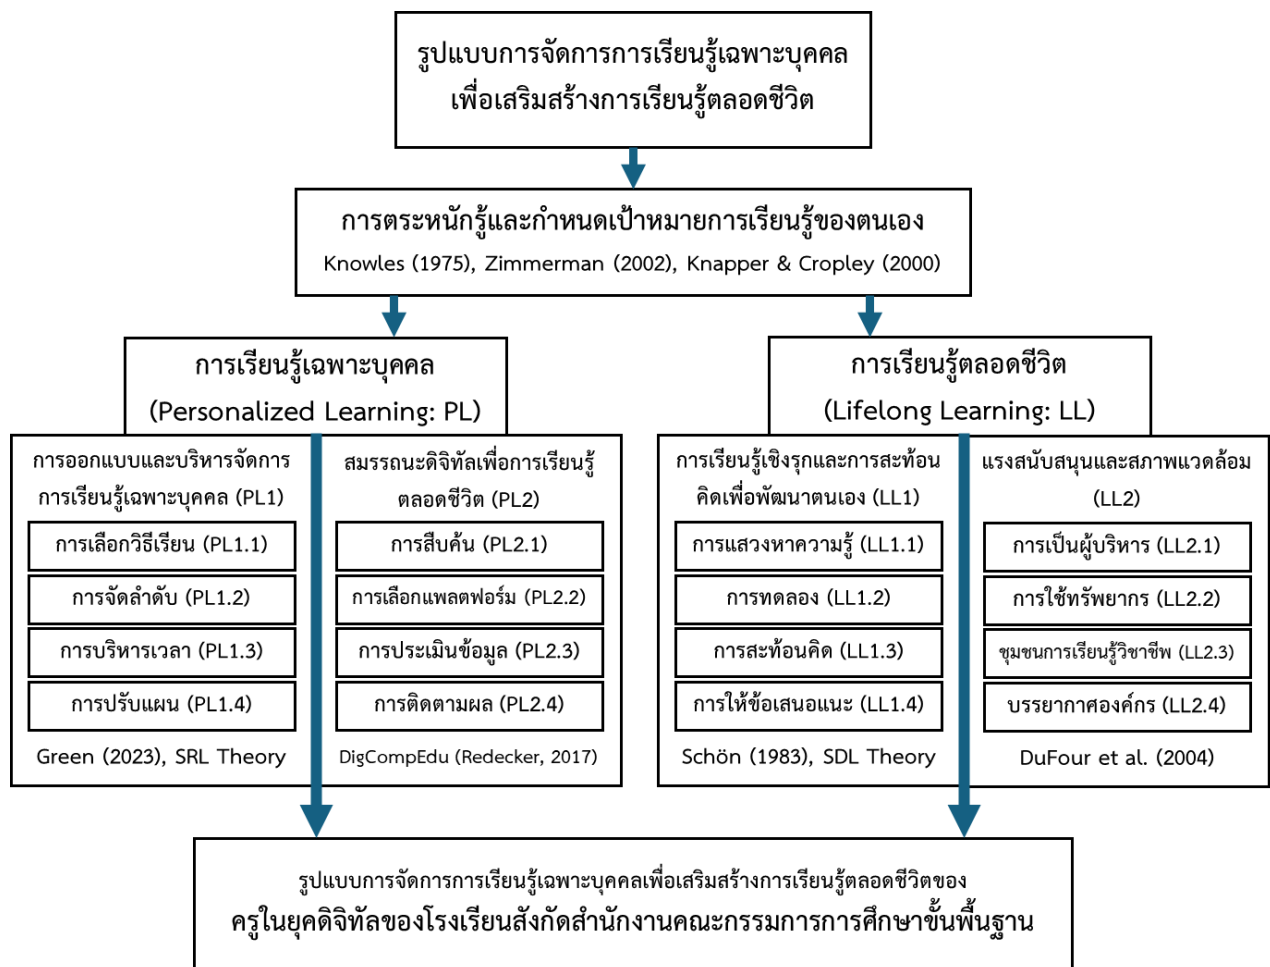 รูปแบบการจัดการการเรียนรู้เฉพาะบุคคล
เพื่อเสริมสร้างการเรียนรู้ตลอดชีวิต
การตระหนักรู้และกำหนดเป้าหมายการเรียนรู้ของตนเอง
Knowles (1975), Zimmerman (2002), Knapper & Cropley (2000)
การเรียนรู้เฉพาะบุคคล
(Personalized Learning: PL)
การออกแบบและบริหารจัดการ
การเรียนรู้เฉพาะบุคคล (PL1)
การเลือกวิธีเรียน (PL1.1)
การจัดลำดับ (PL1.2)
การบริหารเวลา (PL1.3)
การปรับแผน (PL1.4)
Green (2023), SRL Theory
สมรรถนะดิจิทัลเพื่อการเรียนรู้
ตลอดชีวิต (PL2)
การสืบค้น (PL2.1)
การเลือกแพลตฟอร์ม (PL2.2)
การประเมินข้อมูล (PL2.3)
การติดตามผล (PL2.4)
DigCompEdu (Redecker, 2017)
การเรียนรู้ตลอดชีวิต
(Lifelong Learning: LL)
การเรียนรู้เชิงรุกและการสะท้อน
คิดเพื่อพัฒนาตนเอง (LL1)
การแสวงหาความรู้ (LL1.1)
การทดลอง (LL1.2)
การสะท้อนคิด (LL1.3)
การให้ข้อเสนอแนะ (LL1.4)
Schön (1983), SDL Theory
แรงสนับสนุนและสภาพแวดล้อม
(LL2)
การเป็นผู้บริหาร (LL2.1)
การใช้ทรัพยากร (LL2.2)
ชุมชนการเรียนรู้วิชาชีพ (LL2.3)
บรรยากาศองค์กร (LL2.4)
DuFour et al. (2004)
รูปแบบการจัดการการเรียนรู้เฉพาะบุคคลเพื่อเสริมสร้างการเรียนรู้ตลอดชีวิตของ
ครูในยุคดิจิทัลของโรงเรียนสังกัดสำนักงานคณะกรรมการการศึกษาขั้นพื้นฐาน